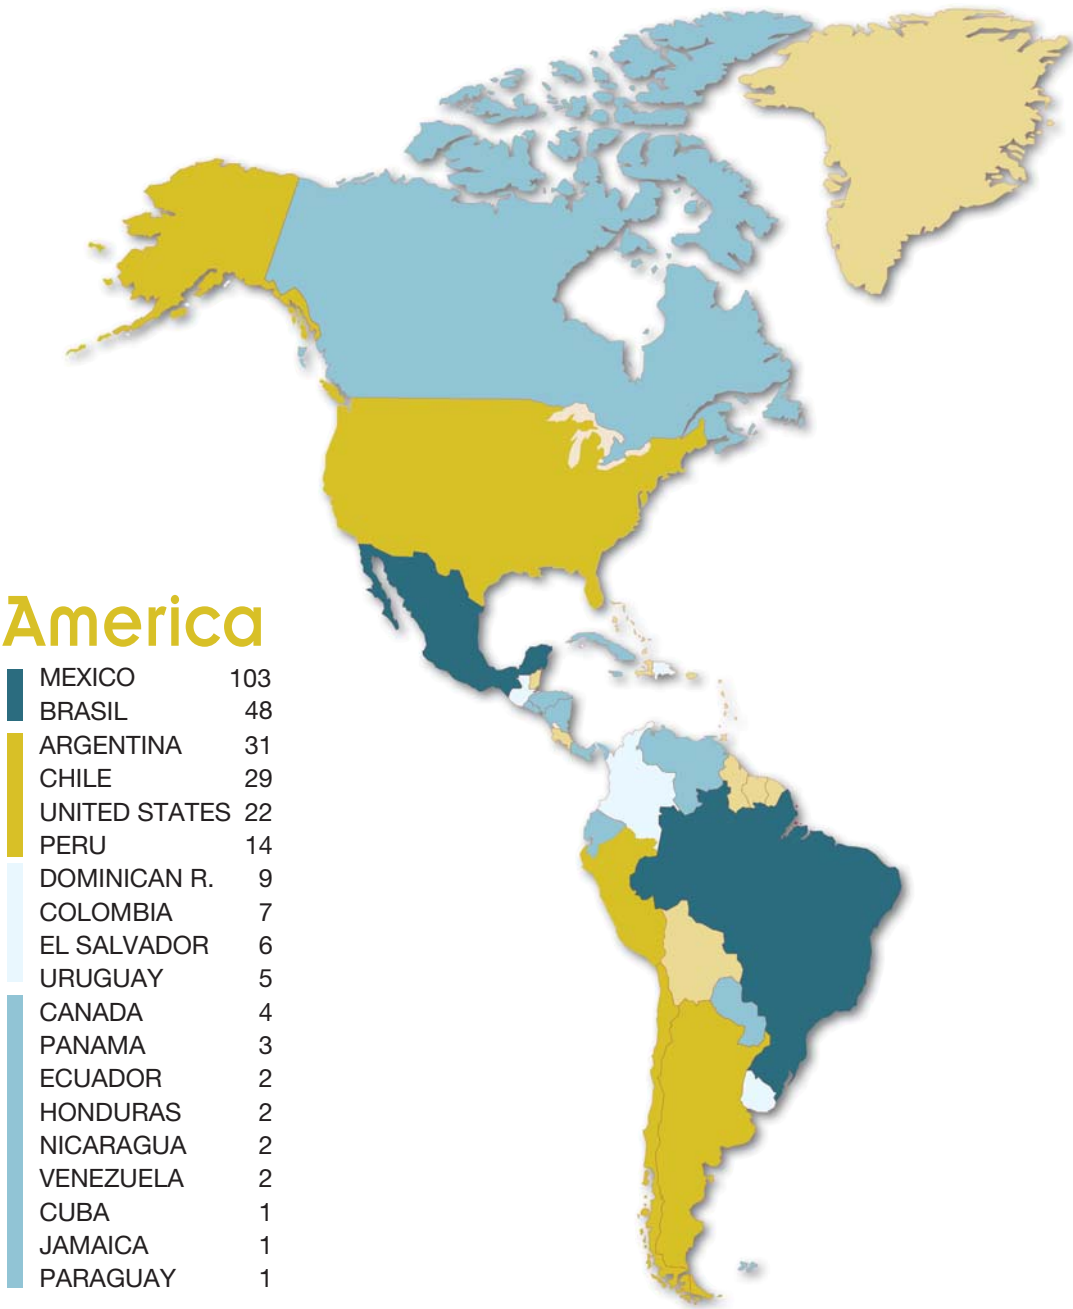 America
MEXICO 103
BRASIL 48
ARGENTINA 31
CHILE 29
UNITED STATES 22
PERU 14
DOMINICAN R. 9
COLOMBIA 7
EL SALVADOR 6
URUGUAY 5
CANADA 4
PANAMA 3
ECUADOR 2
HONDURAS 2
NICARAGUA 2
VENEZUELA 2
CUBA 1
JAMAICA 1
PARAGUAY 1